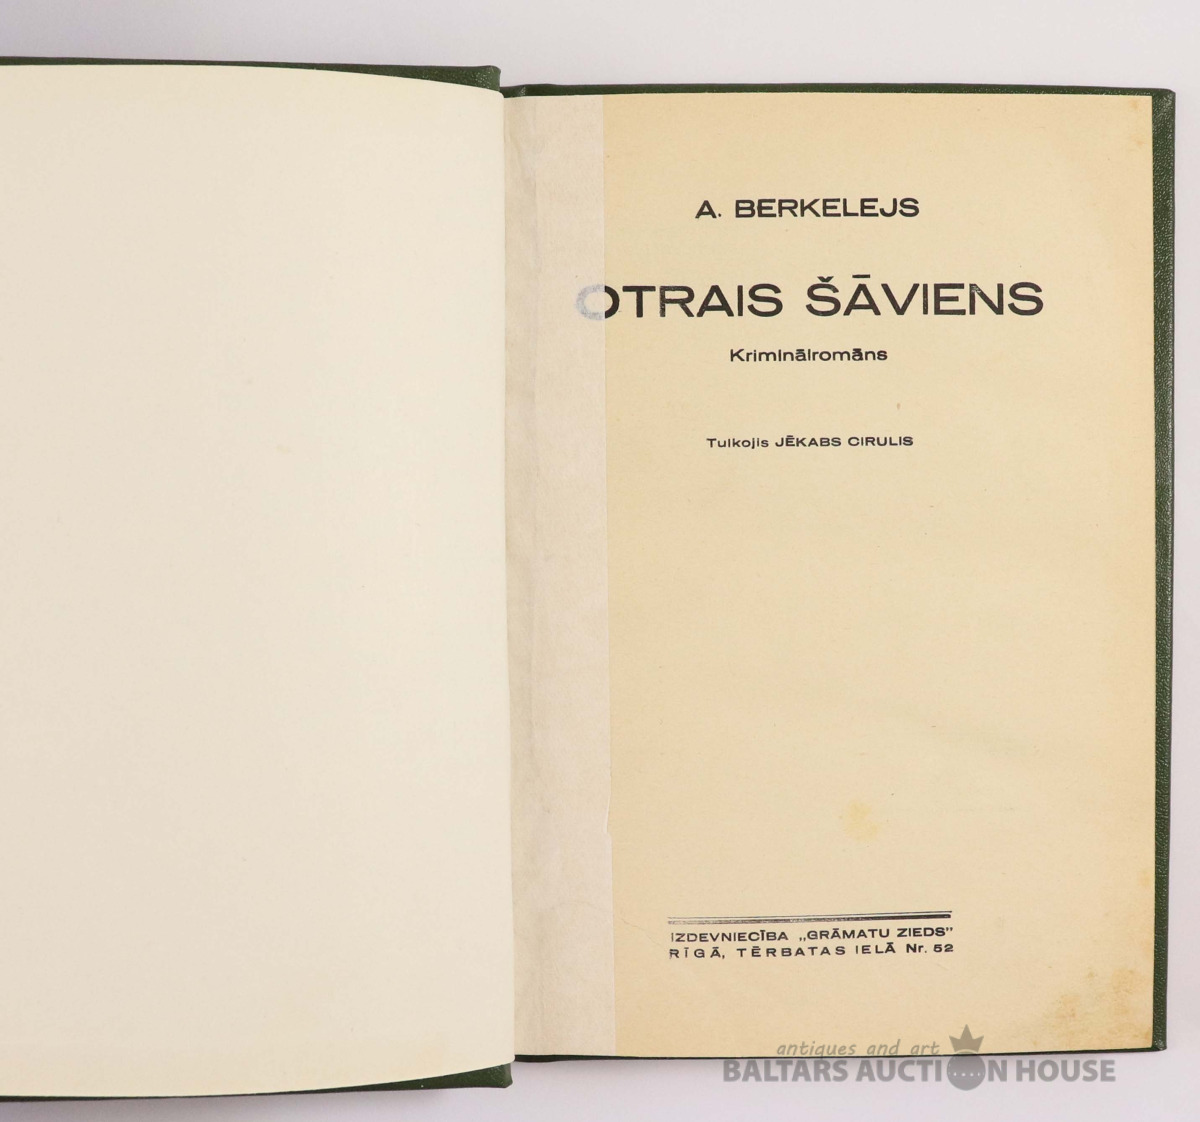 A. BERKELEJS
OTRAIS ŠĀVIENS
Kriminālromāns
Tulkojis JĒKABS CIRULIS
IZDEVNIECĪBA „GRĀMATU ZIEDS”
RĪGĀ, TĒRBATAS IELĀ Nr. 52
antiques and art
BALTARS AUCTION HOUSE